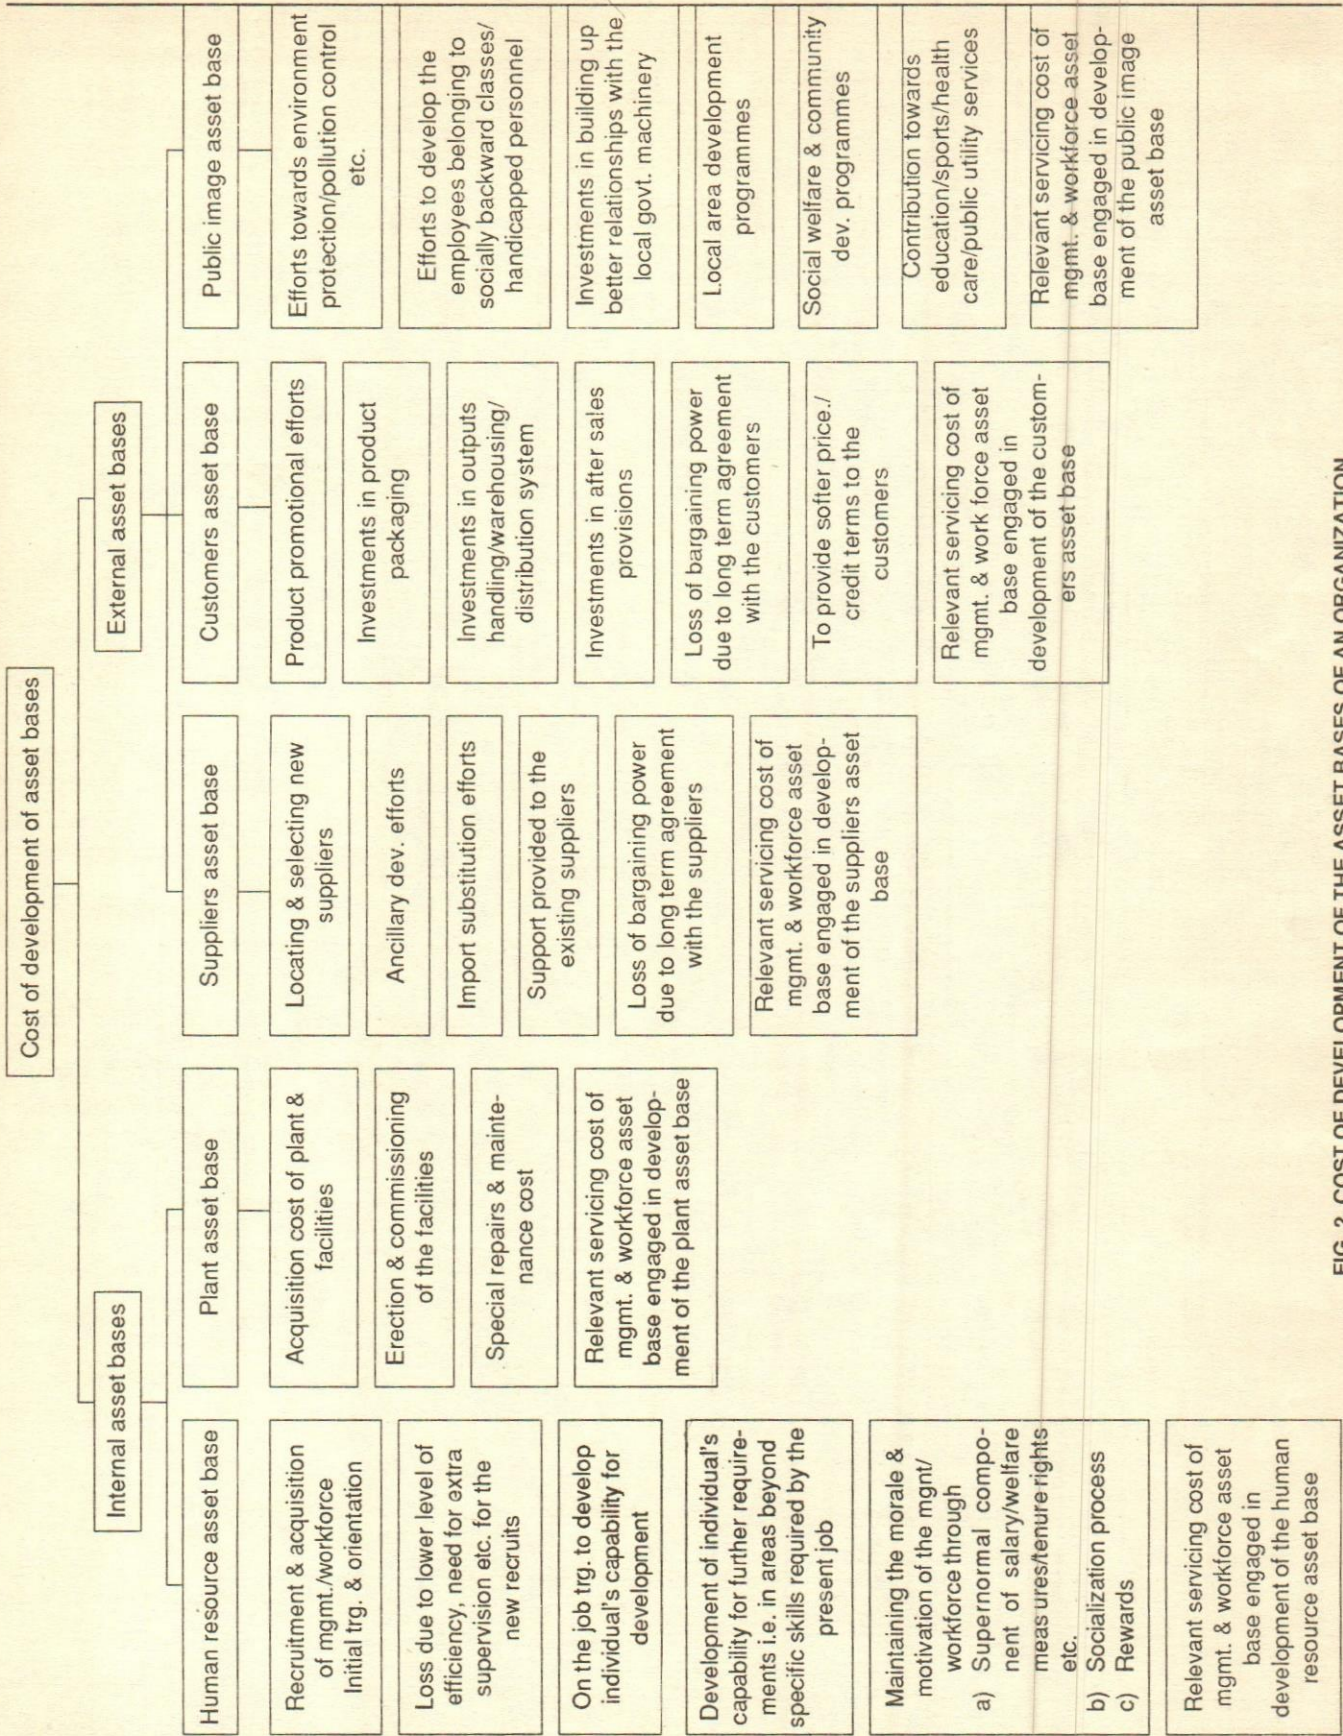 Cost of development of asset bases
Internal asset bases
External asset bases
Human resource asset base
Recruitment & acquisition
of mgmt./workforce
Initial trg. & orientation
Loss due to lower level of
efficiency, need for extra
supervision etc. for the
new recruits
On the job trg. to develop
individual's capability for
development
Development of individual's
capability for further require-
ments i.e. in areas beyond
specific skills required by the
present job
Maintaining the morale &
motivation of the mgnt/
workforce through
a) Supernormal compo-
nent of salary/welfare
meas ures/tenure rights
etc.
b) Socialization process
c) Rewards
Relevant servicing cost of
mgmt. & workforce asset
base engaged in
development of the human
resource asset base
Plant asset base
Acquisition cost of plant &
facilities
Erection & commissioning
of the facilities
Special repairs & mainte-
nance cost
Relevant servicing cost of
mgmt. & workforce asset
base engaged in develop-
ment of the plant asset base
Suppliers asset base
Locating & selecting new
suppliers
Ancillary dev. efforts
Import substitution efforts
Support provided to the
existing suppliers
Loss of bargaining power
due to long term agreement
with the suppliers
Relevant servicing cost of
mgmt. & workforce asset
base engaged in develop-
ment of the suppliers asset
base
Customers asset base
Product promotional efforts
Investments in product
packaging
Investments in outputs
handling/warehousing/
distribution system
Investments in after sales
provisions
Loss of bargaining power
due to long term agreement
with the customers
To provide softer price./
credit terms to the
customers
Relevant servicing cost of
mgmt. & work force asset
base engaged in
development of the custom-
ers asset base
Public image asset base
Efforts towards environment
protection/pollution control
etc.
Efforts to develop the
employees belonging to
socially backward classes/
handicapped personnel
Investments in building up
better relationships with the
local govt. machinery
Local area development
programmes
Social welfare & community
dev. programmes
Contribution towards
education/sports/health
care/public utility services
Relevant servicing cost of
mgmt. & workforce asset
base engaged in develop-
ment of the public image
asset base
FIG. 2 COST OF DEVELOPMENT OF THE ASSET BASES OF AN ORGANIZATION